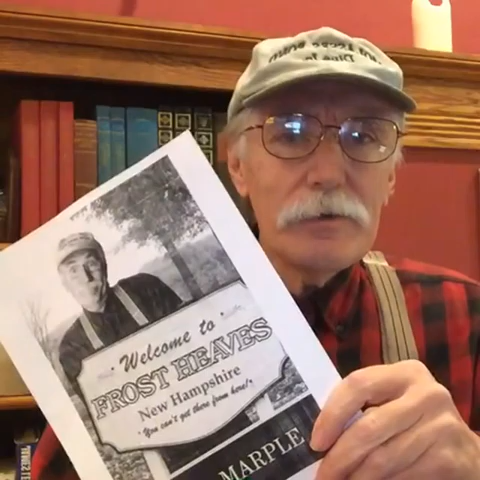 Welcome to
FROST HEAVES
New Hampshire
"You can't get there from here!"
MARPLE